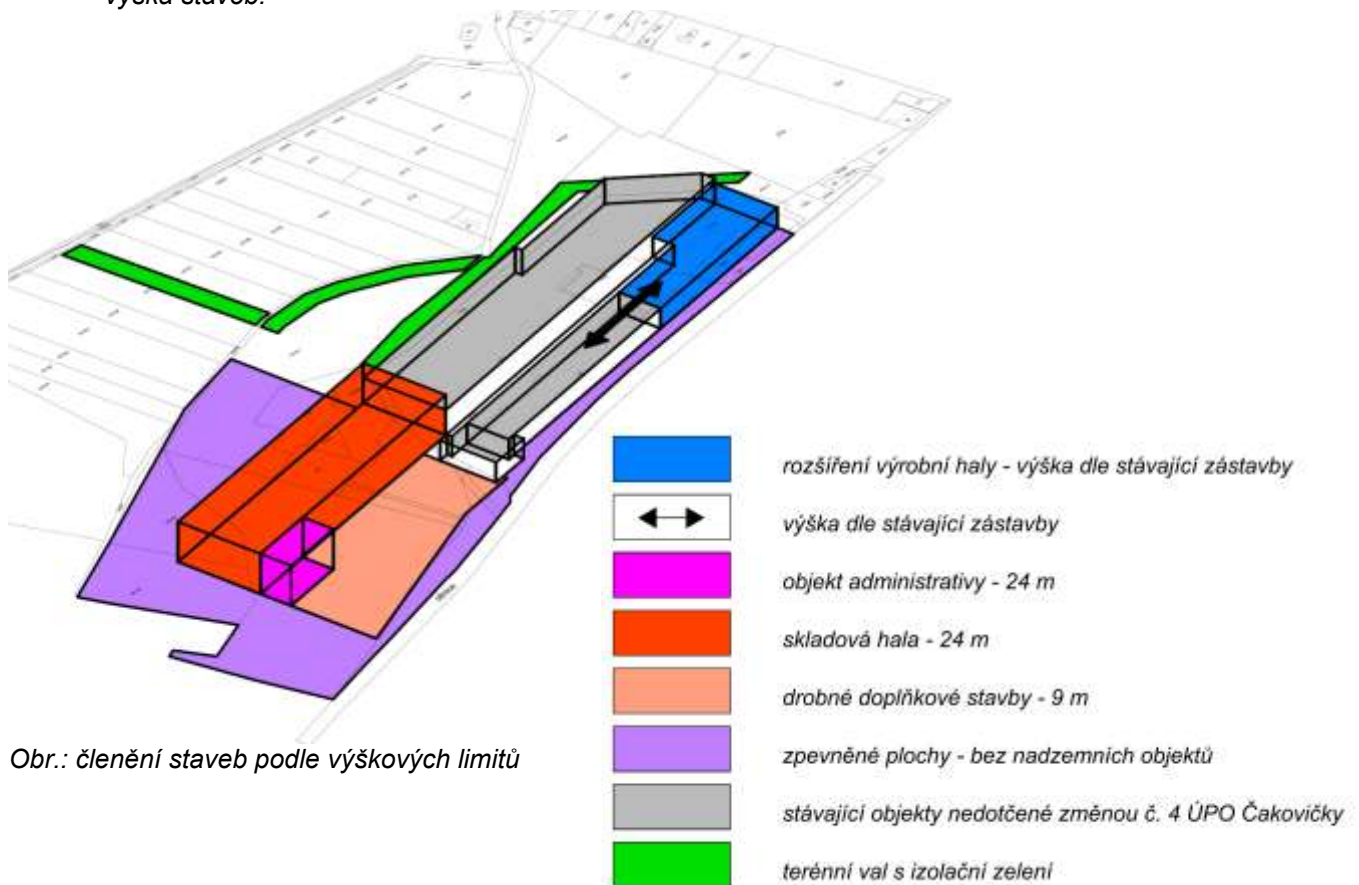 výška staveb.
rozšíření výrobní haly - výška dle stávající zástavby
výška dle stávající zástavby
objekt administrativy - 24 m
skladová hala - 24 m
drobné doplňkové stavby - 9 m
Obr.: členění staveb podle výškových limitů
zpevněné plochy - bez nadzemních objektů
stávající objekty nedotčené změnou č. 4 ÚPO Čakovičky
terénní val s izolační zelení